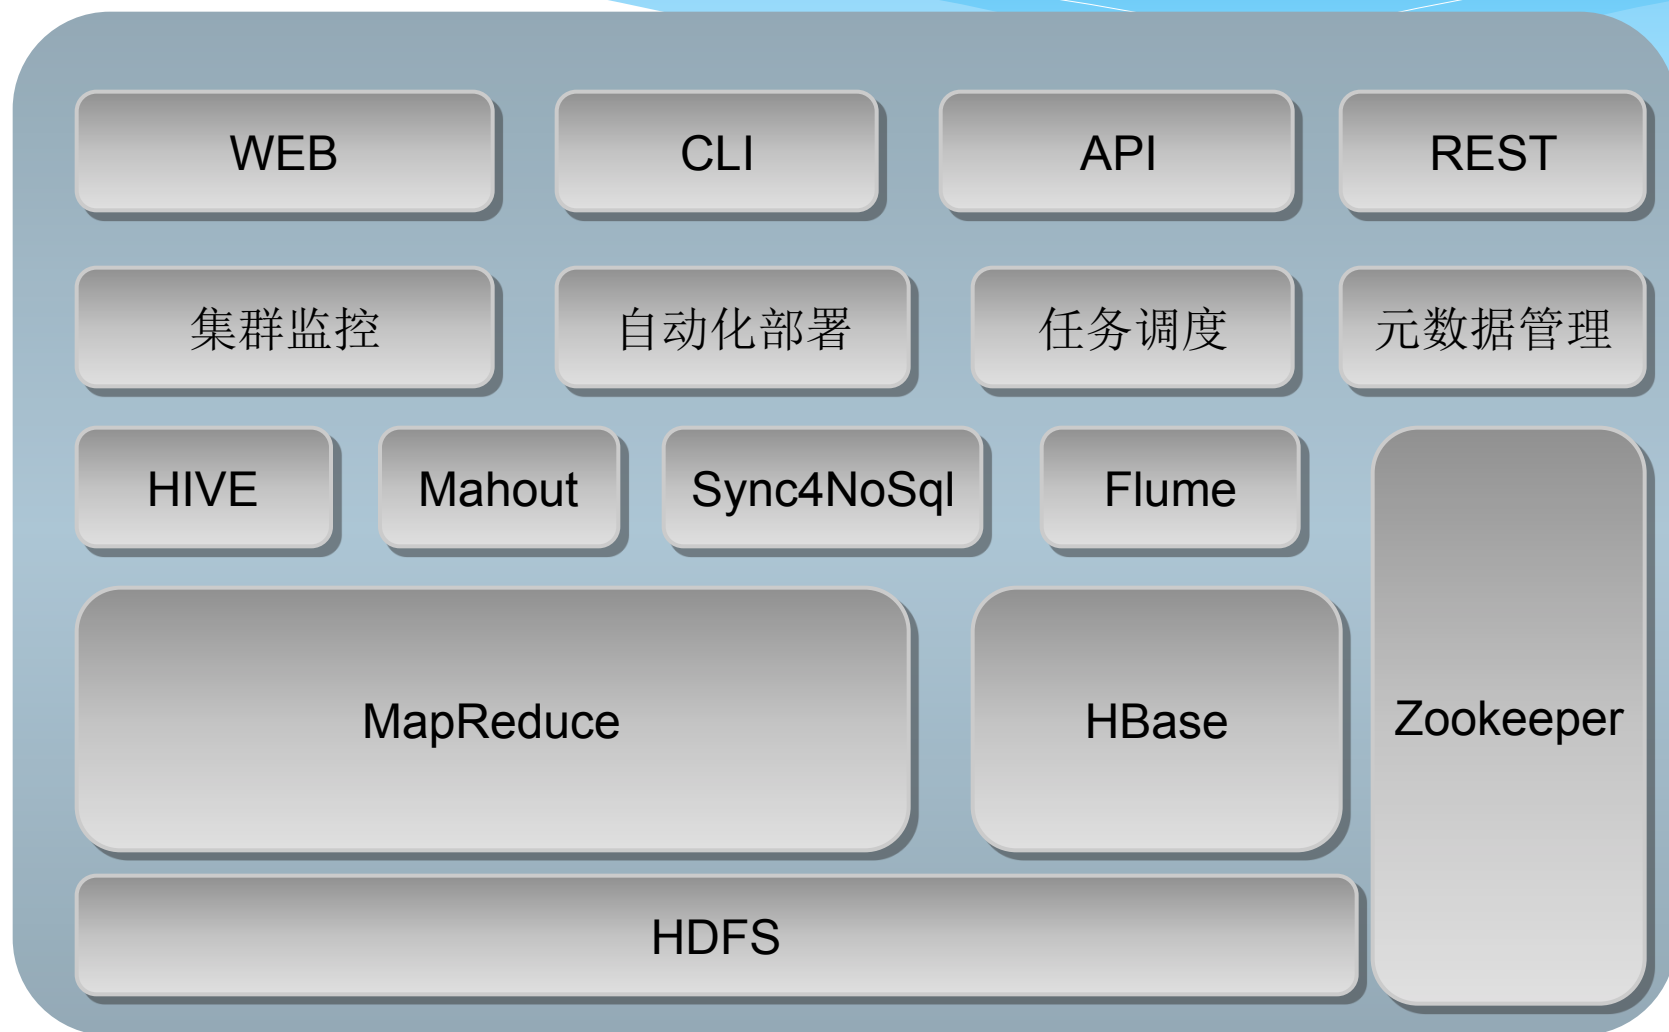 WEB
CLI
API
REST
集群监控
自动化部署
任务调度
元数据管理
HIVE
Mahout
Sync4NoSql
Flume
MapReduce
HBase
Zookeeper
HDFS